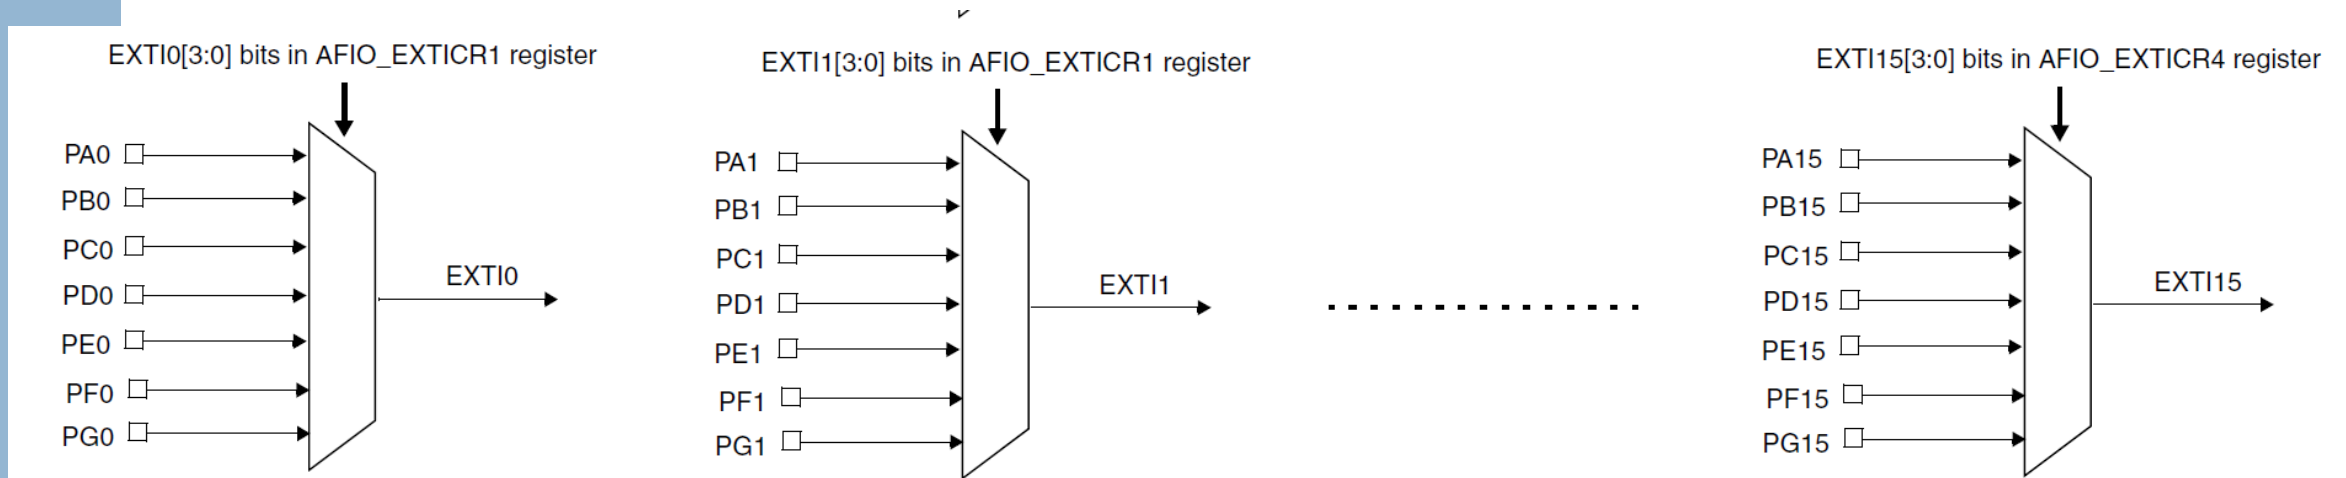 EXTI0[3:0] bits in AFIO_EXTICR1 register
PA0
PB0
PC0
PD0
PE0
PF0
PG0
EXTI0
EXTI1[3:0] bits in AFIO_EXTICR1 register
PA1
PB1
PC1
PD1
PE1
PF1
PG1
EXTI1
EXTI15[3:0] bits in AFIO_EXTICR4 register
PA15
PB15
PC15
PD15
PE15
PF15
PG15
EXTI15